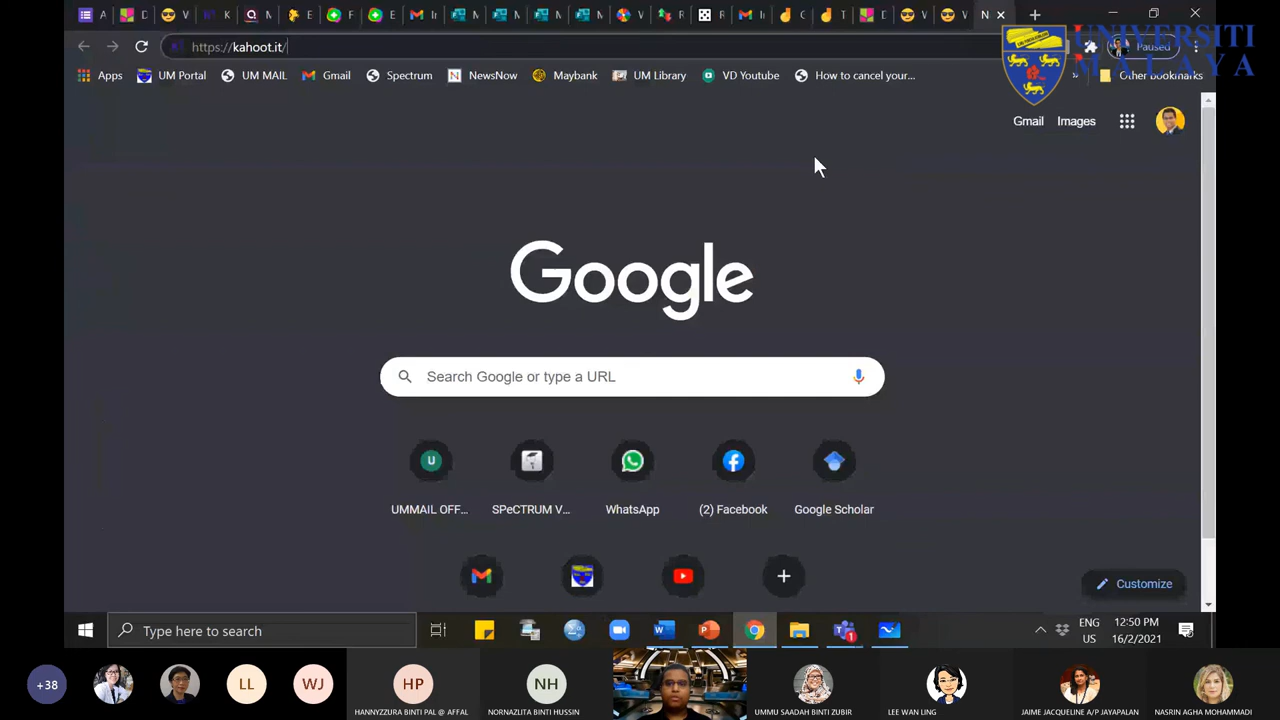 https://kahoot.it/
Paused
UNIVERSITI
MALAYA
Apps
UM Portal
UM MAIL
Gmail
Spectrum
NewsNow
Maybank
UM Library
VD Youtube
How to cancel your...
»
Other bookmarks
Gmail
Images
Google
Search Google or type a URL
U
UMMAIL OFF...
SPeCTRUM V...
WhatsApp
(2) Facebook
Google Scholar
Customize
Type here to search
ENG
US
12:50 PM
16/2/2021
+38
LL
WJ
HP
NH
HANNYZZURA BINTI PAL @ AFFAL
NORNAZLITA BINTI HUSSIN
UMMU SAADAH BINTI ZUBIR
LEE WAN LING
JAIME JACQUELINE A/P JAYAPALAN
NASRIN AGHA MOHAMMADI